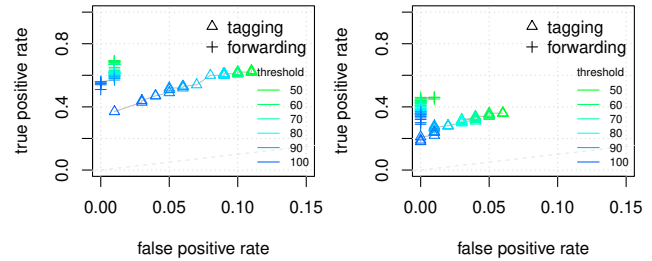 true positive rate
0.0
0.4
0.8
tagging
forwarding
threshold
50
60
70
80
90
100
0.00
0.05
0.10
0.15
false positive rate
true positive rate
0.0
0.4
0.8
tagging
forwarding
threshold
50
60
70
80
90
100
0.00
0.05
0.10
0.15
false positive rate